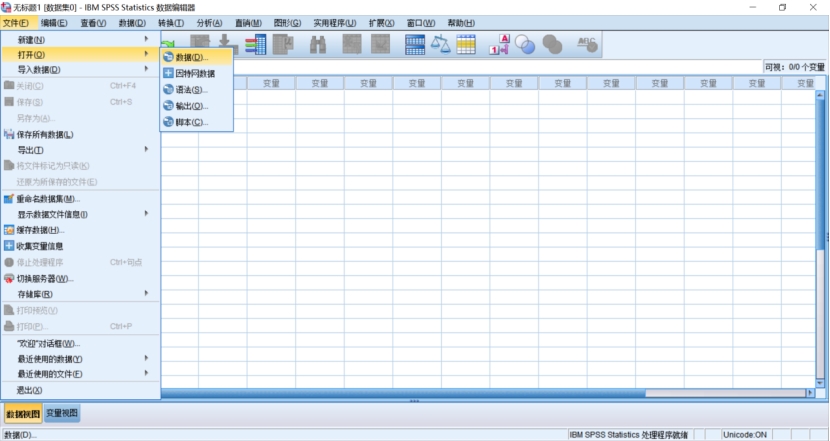 无标题1 [数据集0] - IBM SPSS Statistics 数据编辑器
文件(F) 编辑(E) 查看(V) 数据(D) 转换(T) 分析(A) 直销(M) 图形(G) 实用程序(U) 扩展(X) 窗口(W) 帮助(H)
新建(N)
打开(O)
导入数据(D)
关闭(C) Ctrl+F4
保存(S) Ctrl+S
另存为(A)...
保存所有数据(L)
导出(T)
将文件标记为只读(K)
还原为所保存的文件(E)
重命名数据集(M)...
显示数据文件信息(I)
缓存数据(H)...
收集变量信息
停止处理程序 Ctrl+句点
切换服务器(W)...
存储库(R)
打印预览(V)
打印(P)... Ctrl+P
"欢迎"对话框(W)...
最近使用的数据(Y)
最近使用的文件(F)
退出(X)
数据(D)...
因特网数据
语法(S)...
输出(O)...
脚本(C)...
可视: 0/0 个变量
变量 变量 变量 变量 变量 变量 变量 变量 变量 变量 变量 变量
数据视图 变量视图
数据(D)... IBM SPSS Statistics 处理程序就绪 Unicode:ON